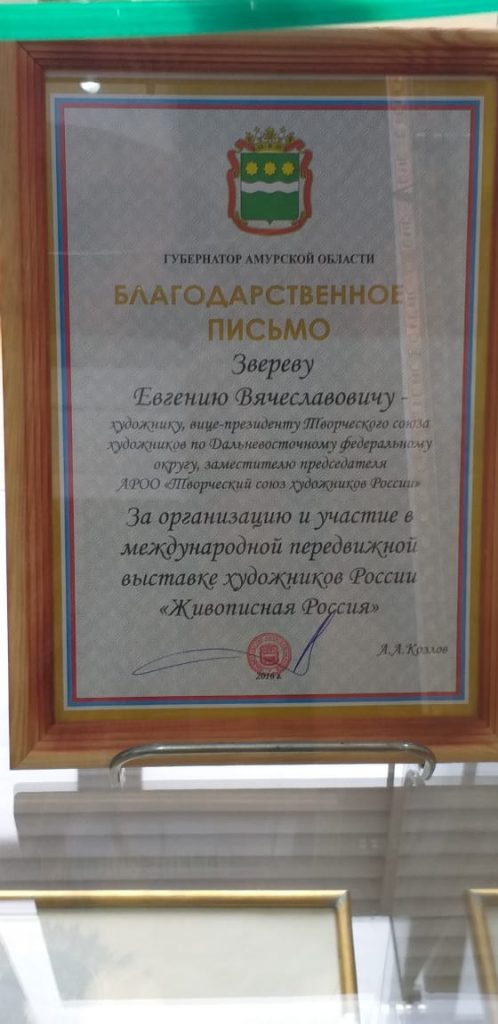 ГУБЕРНАТОР АМУРСКОЙ ОБЛАСТИ
БЛАГОДАРСТВЕННОЕ
ПИСЬМО
Звереву
Евгению Вячеславовичу -
художнику, вице-президенту Творческого союза
художников по Дальневосточному федеральному
округу, заместителю председателя
АРОО «Творческий союз художников России»
За организацию и участие в
международной передвижной
выставке художников России
«Живописная Россия»
А.А.Козлов
2016 г.